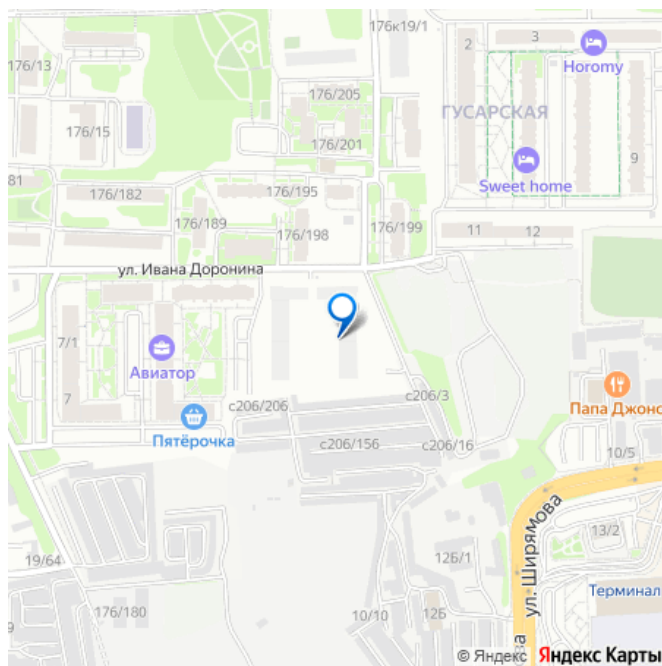 176к19/1
2
3
Horomy
176/13
176/205
ГУСАРСКАЯ
176/15
176/201
9
Sweet home
81
176/182
176/195
176/189
176/198
176/199
11
12
ул. Ивана Доронина
7/1
Авиатор
7
с206/206
с206/3
Папа Джонс
Пятёрочка
с206/156
с206/16
10/5
ул. Ширямова
13/2
19/64
12Б/1
Терминал
176/180
10/10
12Б
9
ова
© Яндекс Яндекс Карты